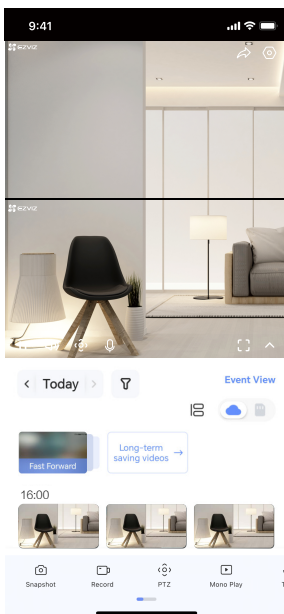 9:41
EZVIZ
EZVIZ
Today
Event View
Fast Forward
Long-term
saving videos
16:00
Snapshot
Record
PTZ
Mono Play